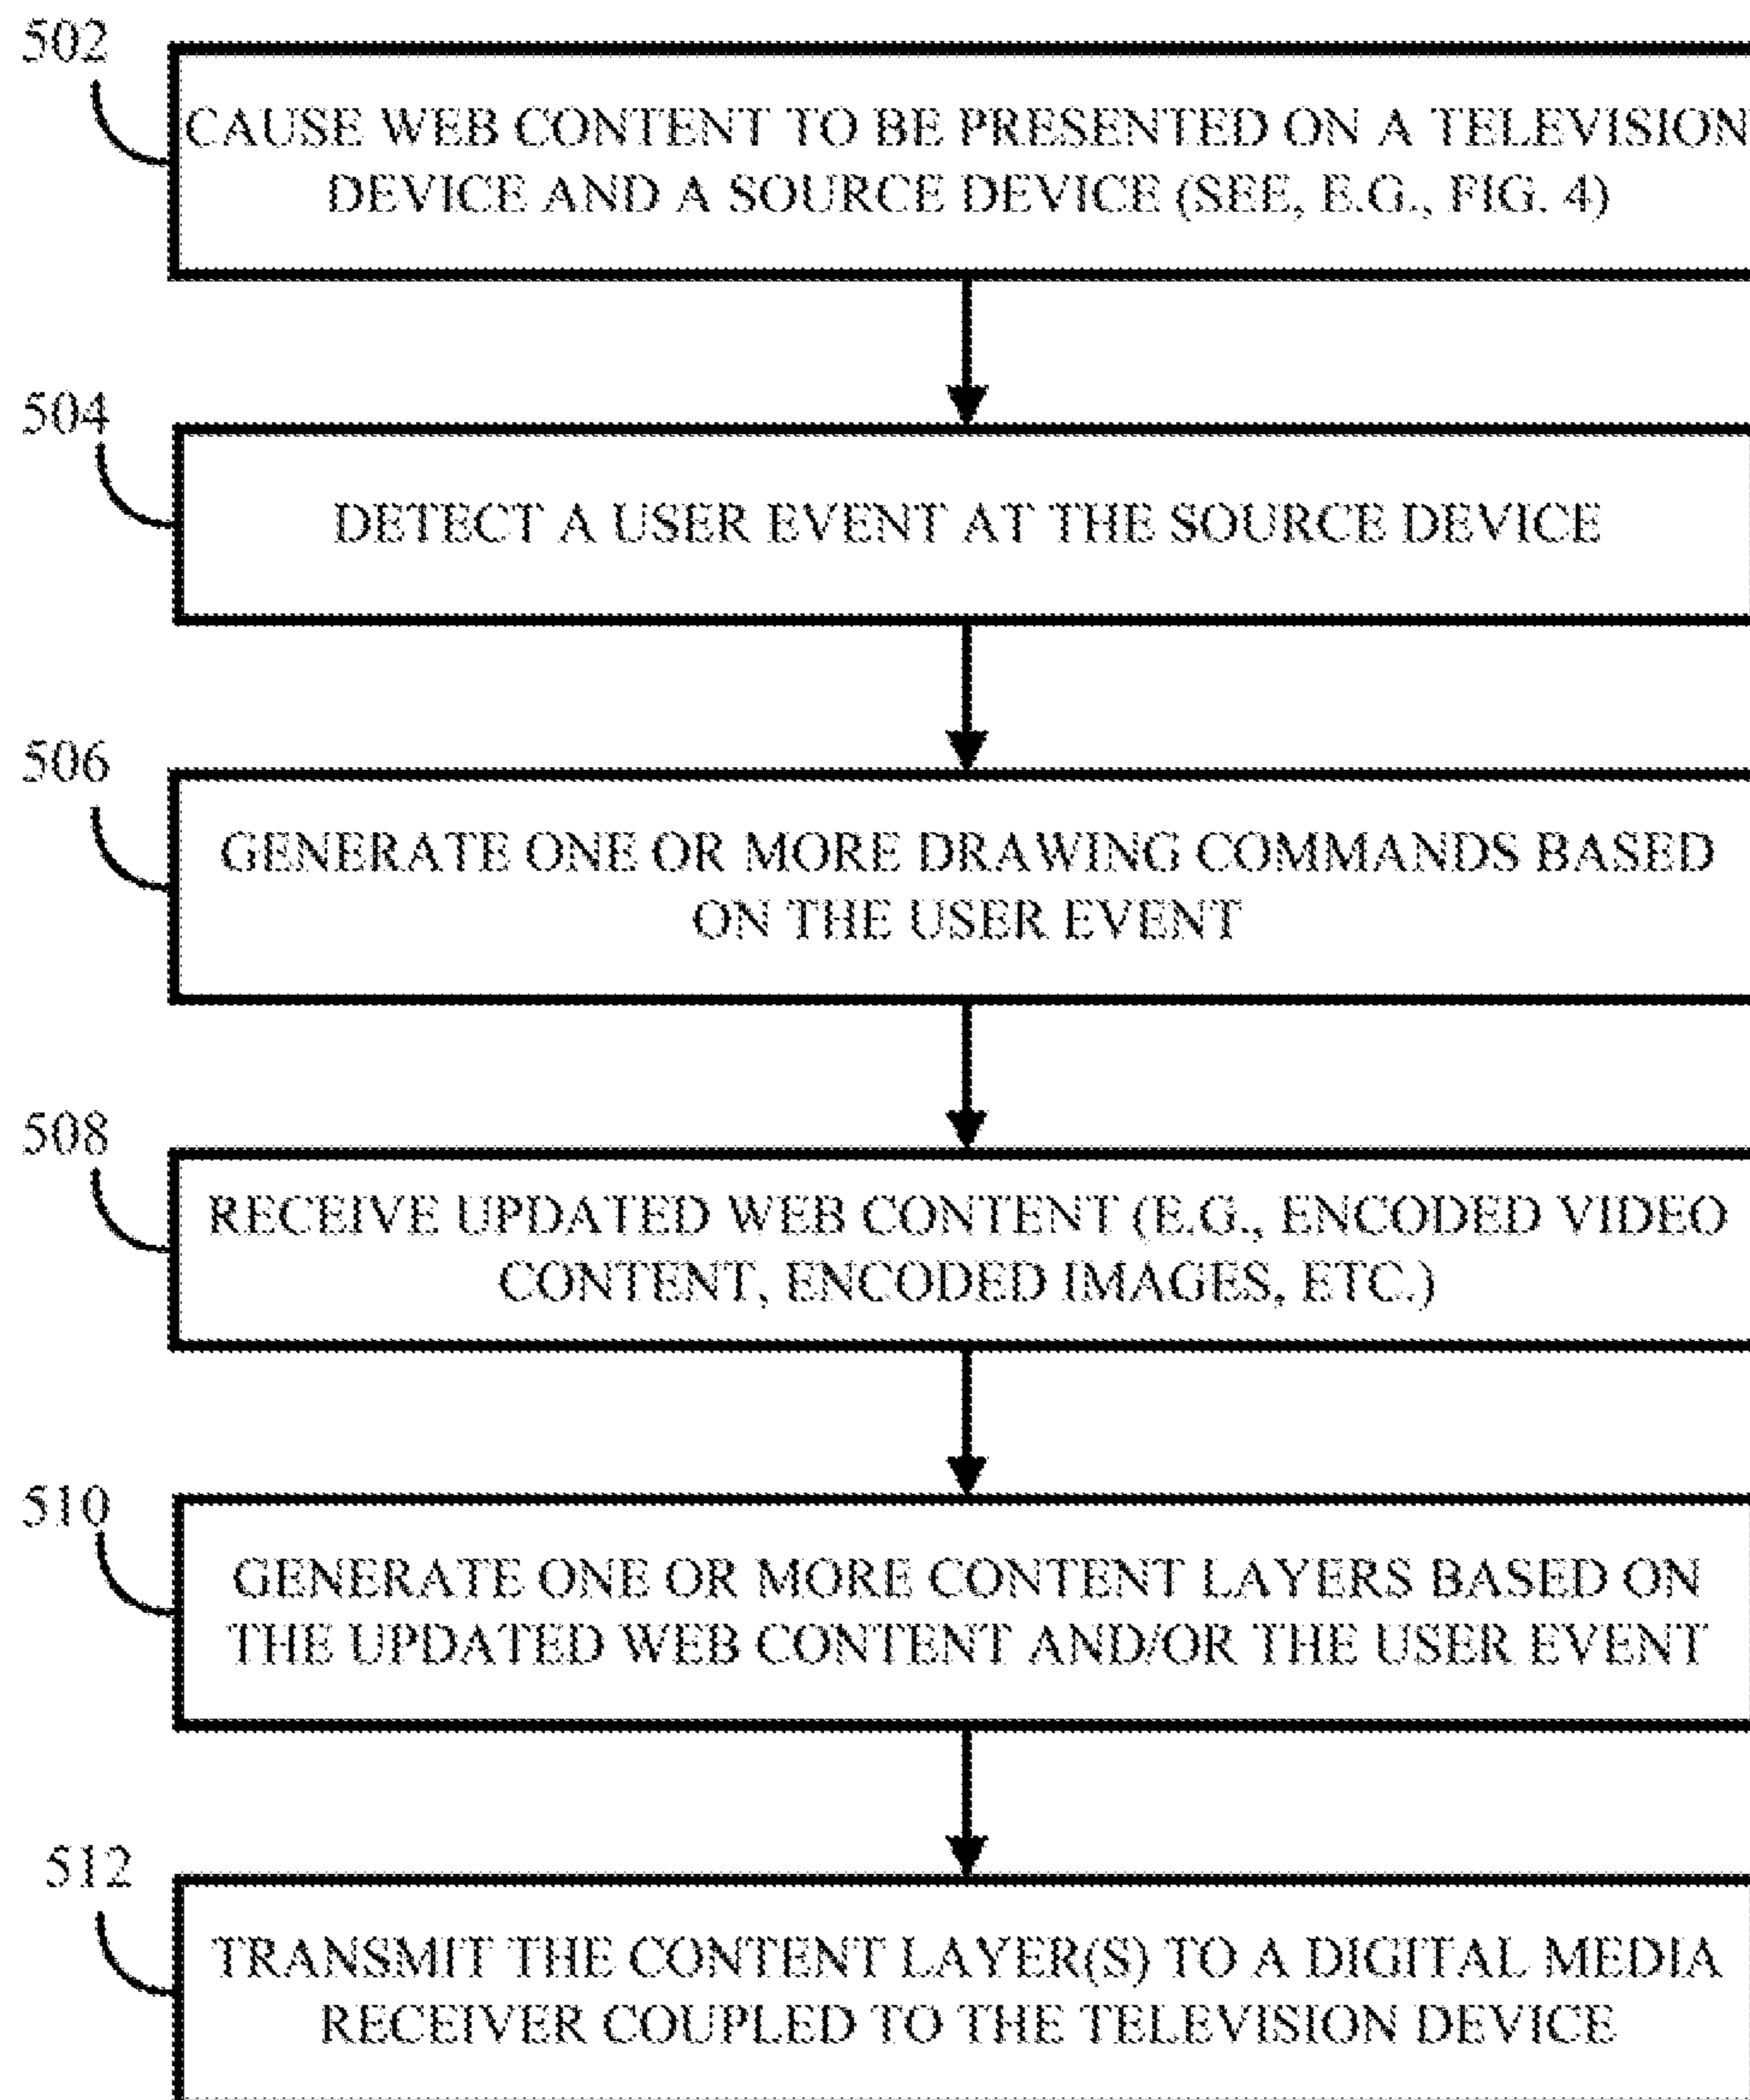 502
CAUSE WEB CONTENT TO BE PRESENTED ON A TELEVISION
DEVICE AND A SOURCE DEVICE (SEE, E.G., FIG. 4)
504
DETECT A USER EVENT AT THE SOURCE DEVICE
506
GENERATE ONE OR MORE DRAWING COMMANDS BASED
ON THE USER EVENT
508
RECEIVE UPDATED WEB CONTENT (E.G., ENCODED VIDEO
CONTENT, ENCODED IMAGES, ETC.)
510
GENERATE ONE OR MORE CONTENT LAYERS BASED ON
THE UPDATED WEB CONTENT AND/OR THE USER EVENT
512
TRANSMIT THE CONTENT LAYER(S) TO A DIGITAL MEDIA
RECEIVER COUPLED TO THE TELEVISION DEVICE